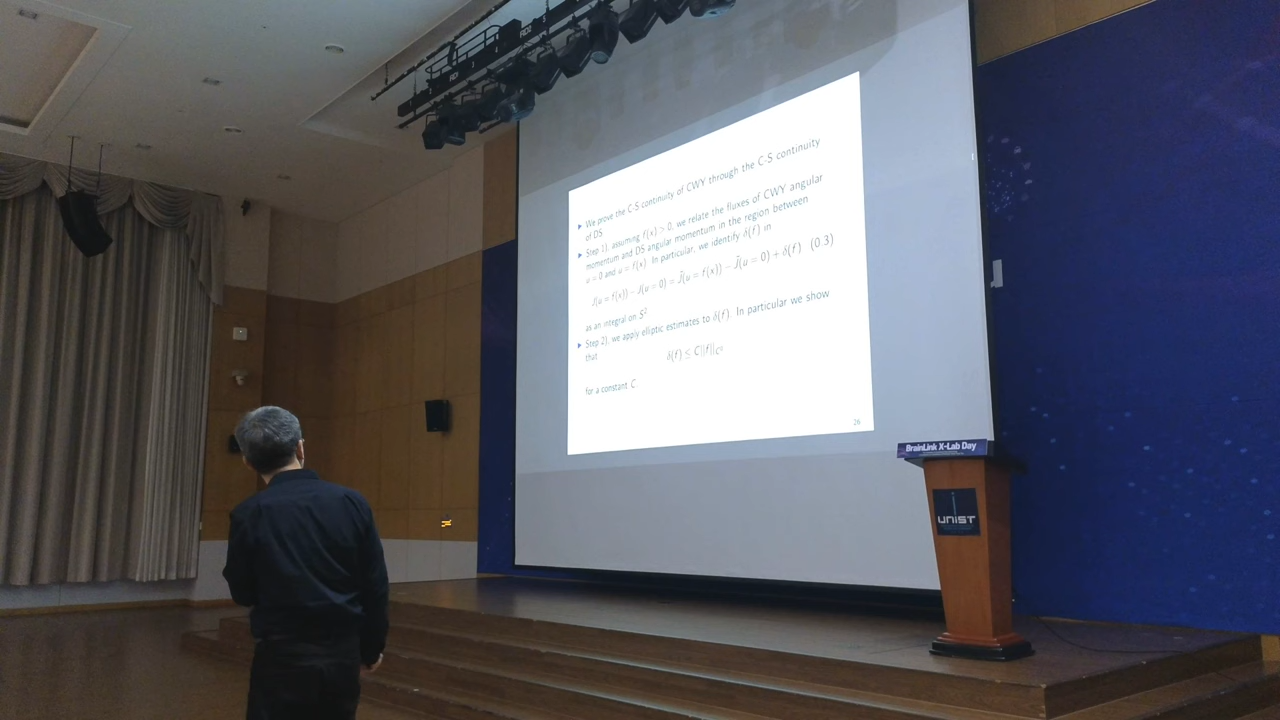 We prove the C-S continuity of CWY through the C-S continuity
of DS
Step 1), assuming f(x) > 0, we relate the fluxes of CWY angular
momentum and DS angular momentum in the region between
u = 0 and u = f(x). In particular, we identify δ(f) in
J(u = f(x)) − J(u = 0) = J̃(u = f(x)) − J̃(u = 0) + δ(f) (0.3)
as an integral on S²
Step 2), we apply elliptic estimates to δ(f). In particular we show
that
δ(f) ≤ C||f||
for a constant C
26
BrainLink X-Lab Day
UNIST